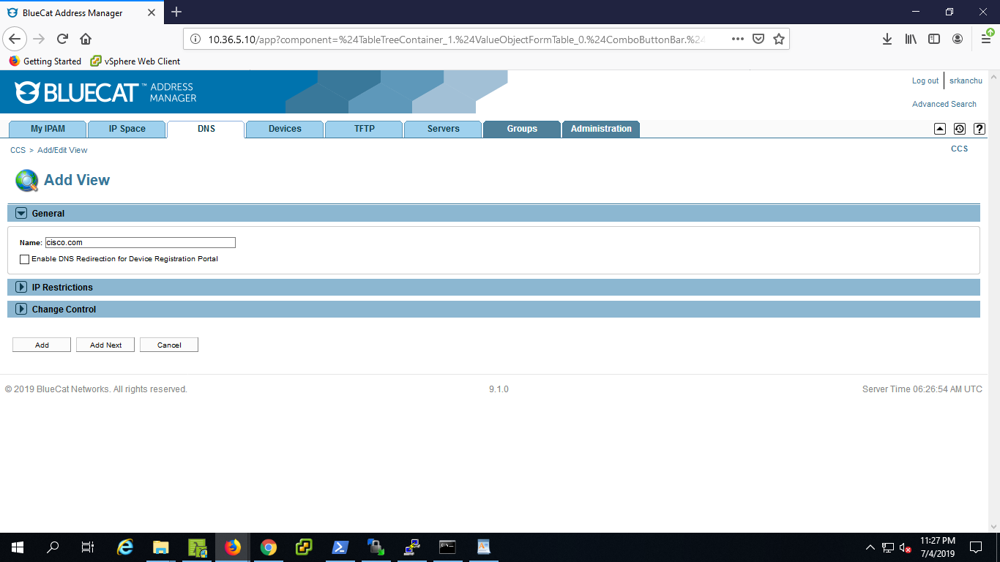 BlueCat Address Manager
10.36.5.10/app?component=%24TableTreeContainer_1.%24ValueObjectFormTable_0.%24ComboButtonBar.%24
Getting Started vSphere Web Client
BLUECAT™ ADDRESS MANAGER
Log out srkanchu
Advanced Search
My IPAM IP Space DNS Devices TFTP Servers Groups Administration
CCS > Add/Edit View CCS
Add View
General
Name: cisco.com
Enable DNS Redirection for Device Registration Portal
IP Restrictions
Change Control
Add Add Next Cancel
© 2019 BlueCat Networks. All rights reserved. 9.1.0 Server Time 06:26:54 AM UTC
11:27 PM
7/4/2019